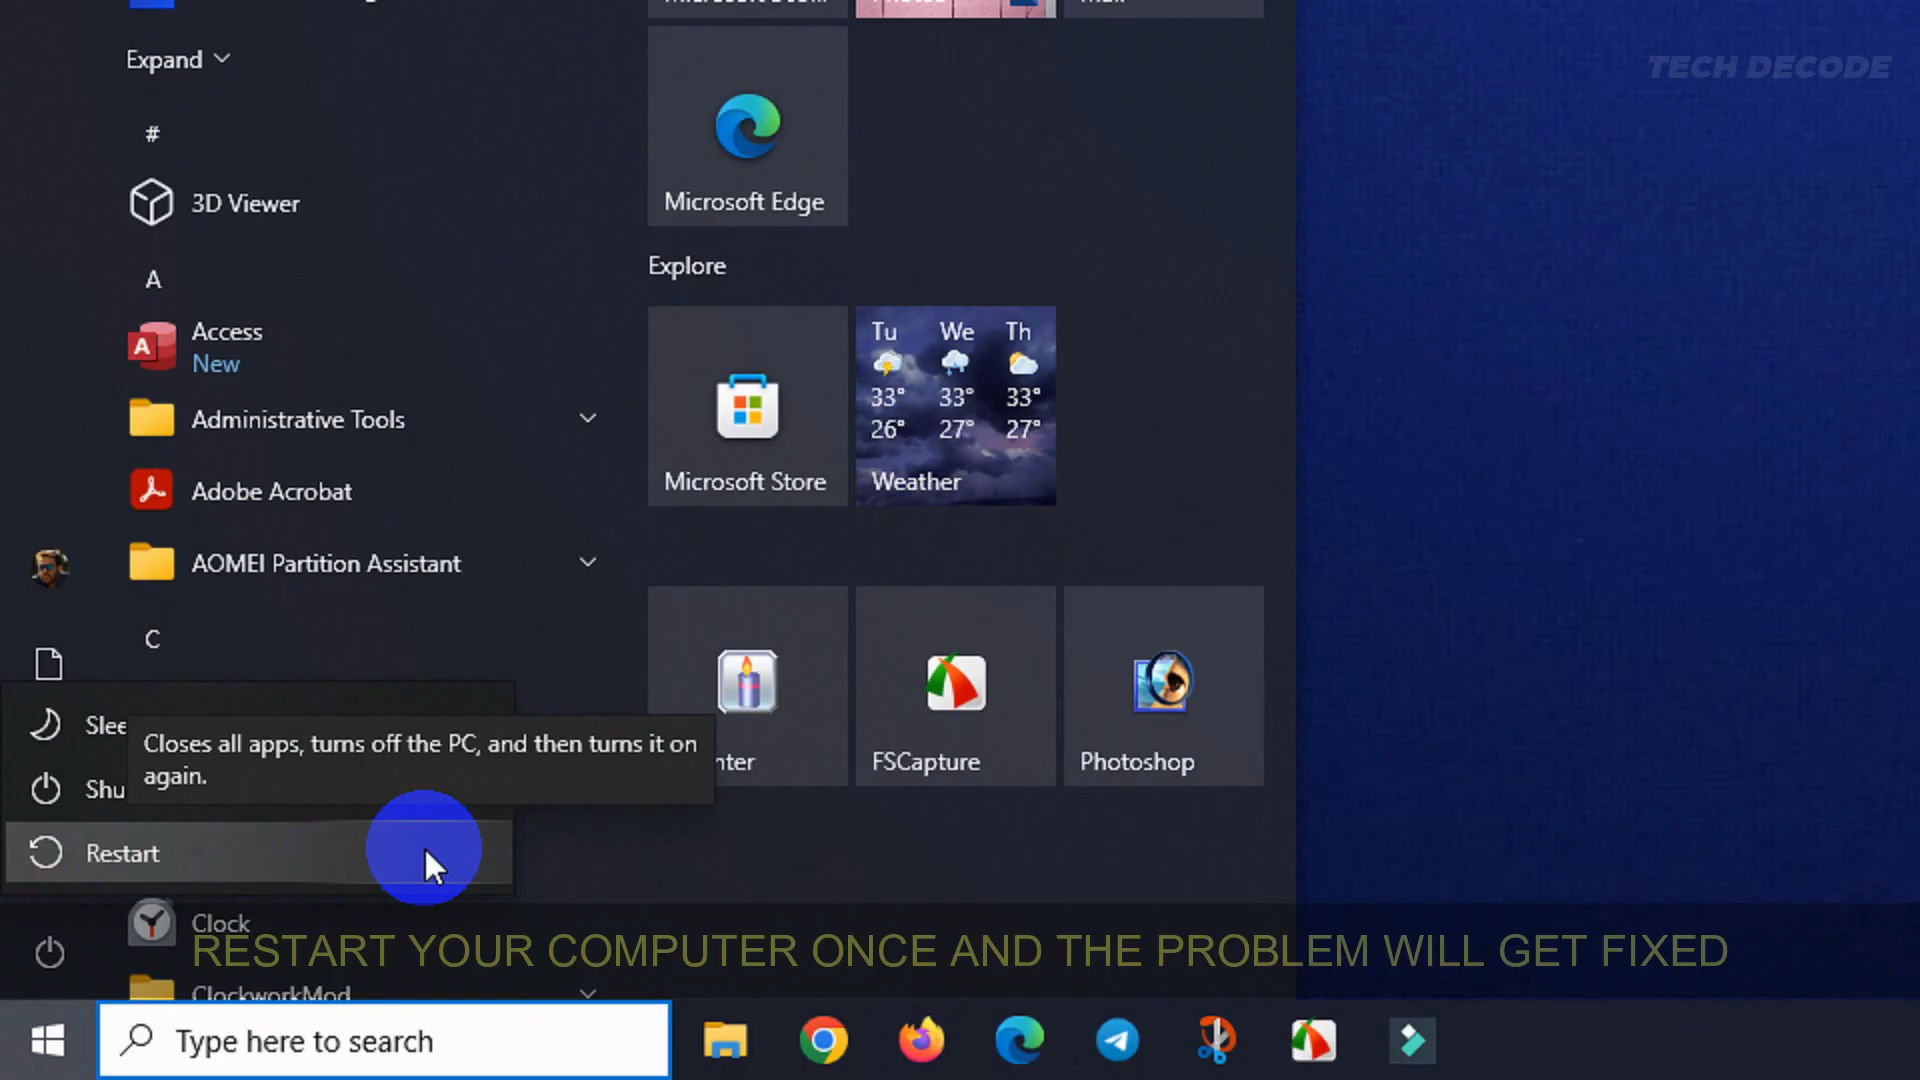 TECH DECODE
Expand
#
3D Viewer
A
Access
New
Administrative Tools
Adobe Acrobat
AOMEI Partition Assistant
C
Photos
Microsoft Edge
Explore
Tu We Th
33° 33° 33°
26° 27° 27°
Microsoft Store
Weather
nter
FSCapture
Photoshop
Slee
Closes all apps, turns off the PC, and then turns it on
again.
Shu
Restart
Clock
RESTART YOUR COMPUTER ONCE AND THE PROBLEM WILL GET FIXED
ClockworkMod
Type here to search